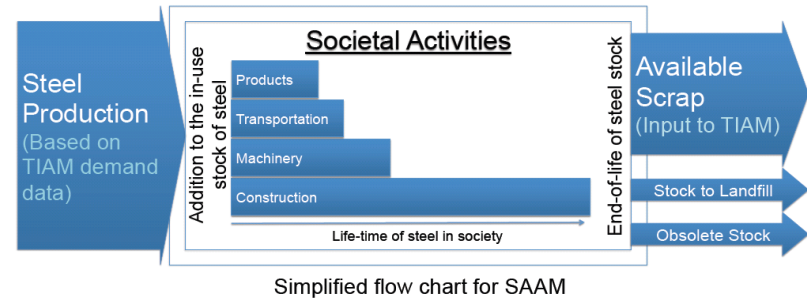 Steel
Production
(Based on
TIAM demand
data)
Addition to the in-use
stock of steel
Societal Activities
Products
Transportation
Machinery
Construction
Life-time of steel in society
End-of-life of steel stock
Available
Scrap
(Input to TIAM)
Stock to Landfill
Obsolete Stock
Simplified flow chart for SAAM